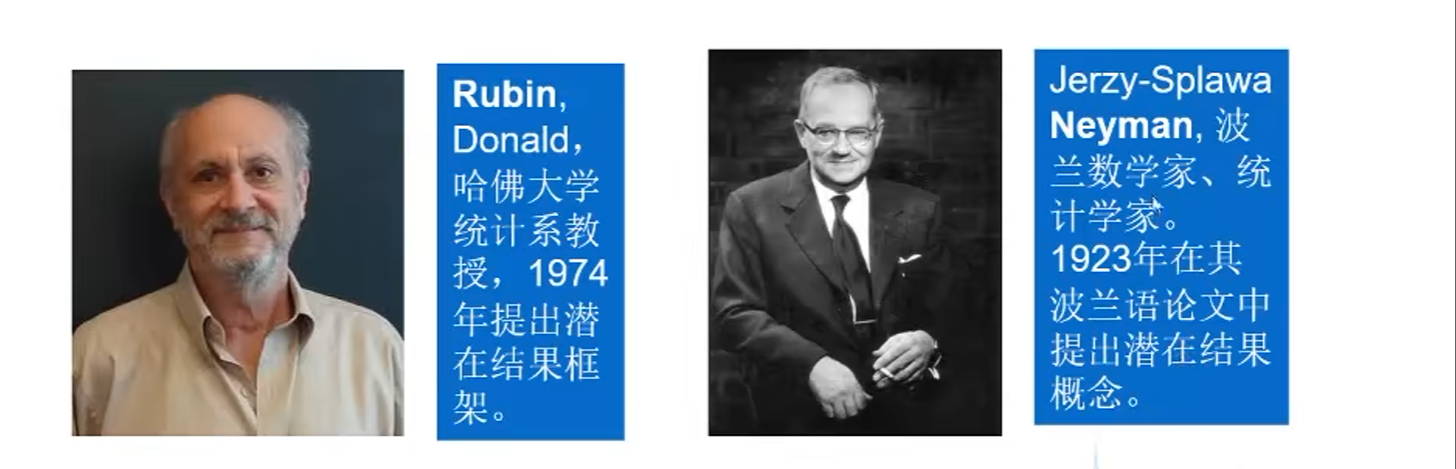 Rubin,
Donald，
哈佛大学
统计系教
授，1974
年提出潜
在结果框
架。
Jerzy-Splawa
Neyman, 波
兰数学家、统
计学家。
1923年在其
波兰语论文中
提出潜在结果
概念。